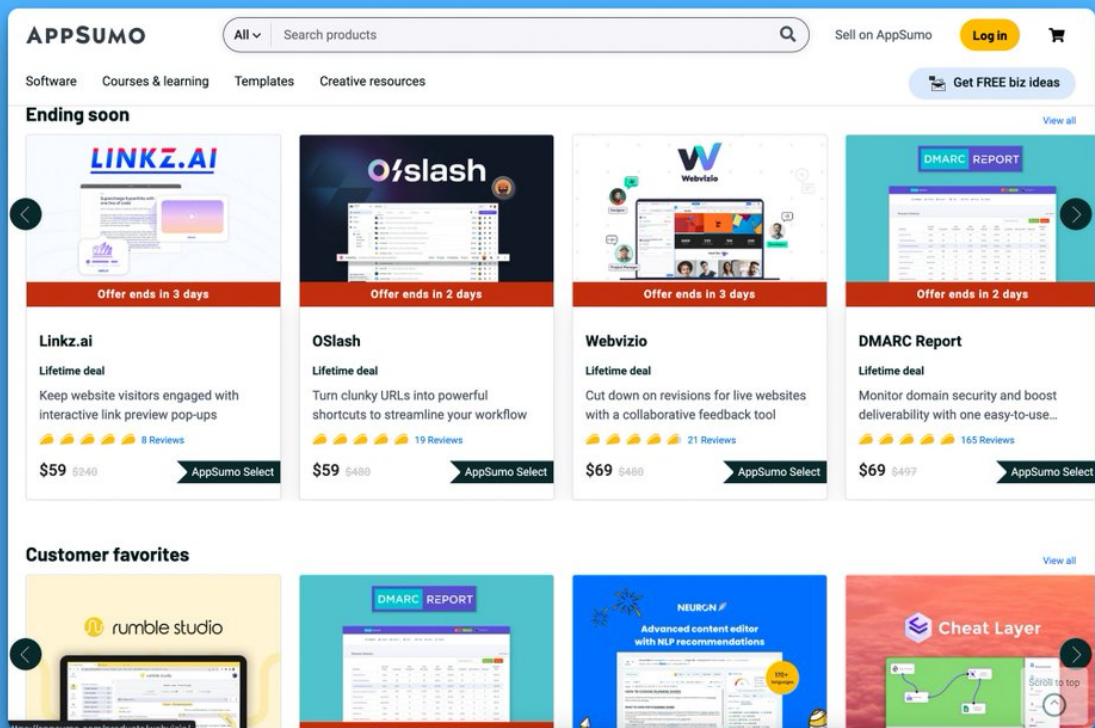 APPSUMO
All
Search products
Sell on AppSumo
Log in
Software
Courses & learning
Templates
Creative resources
Get FREE biz ideas
Ending soon
View all
LINKZ.AI
Offer ends in 3 days
Linkz.ai
Lifetime deal
Keep website visitors engaged with
interactive link preview pop-ups
8 Reviews
$59 $240
AppSumo Select
O/slash
Offer ends in 2 days
OSlash
Lifetime deal
Turn clunky URLs into powerful
shortcuts to streamline your workflow
19 Reviews
$59 $480
AppSumo Select
Webvizio
Offer ends in 3 days
Webvizio
Lifetime deal
Cut down on revisions for live websites
with a collaborative feedback tool
21 Reviews
$69 $480
AppSumo Select
DMARC REPORT
Offer ends in 2 days
DMARC Report
Lifetime deal
Monitor domain security and boost
deliverability with one easy-to-use...
165 Reviews
$69 $497
AppSumo Select
Customer favorites
View all
rumble studio
DMARC REPORT
NEURON
Advanced content editor
with NLP recommendations
170+
languages
Cheat Layer
Scroll to top